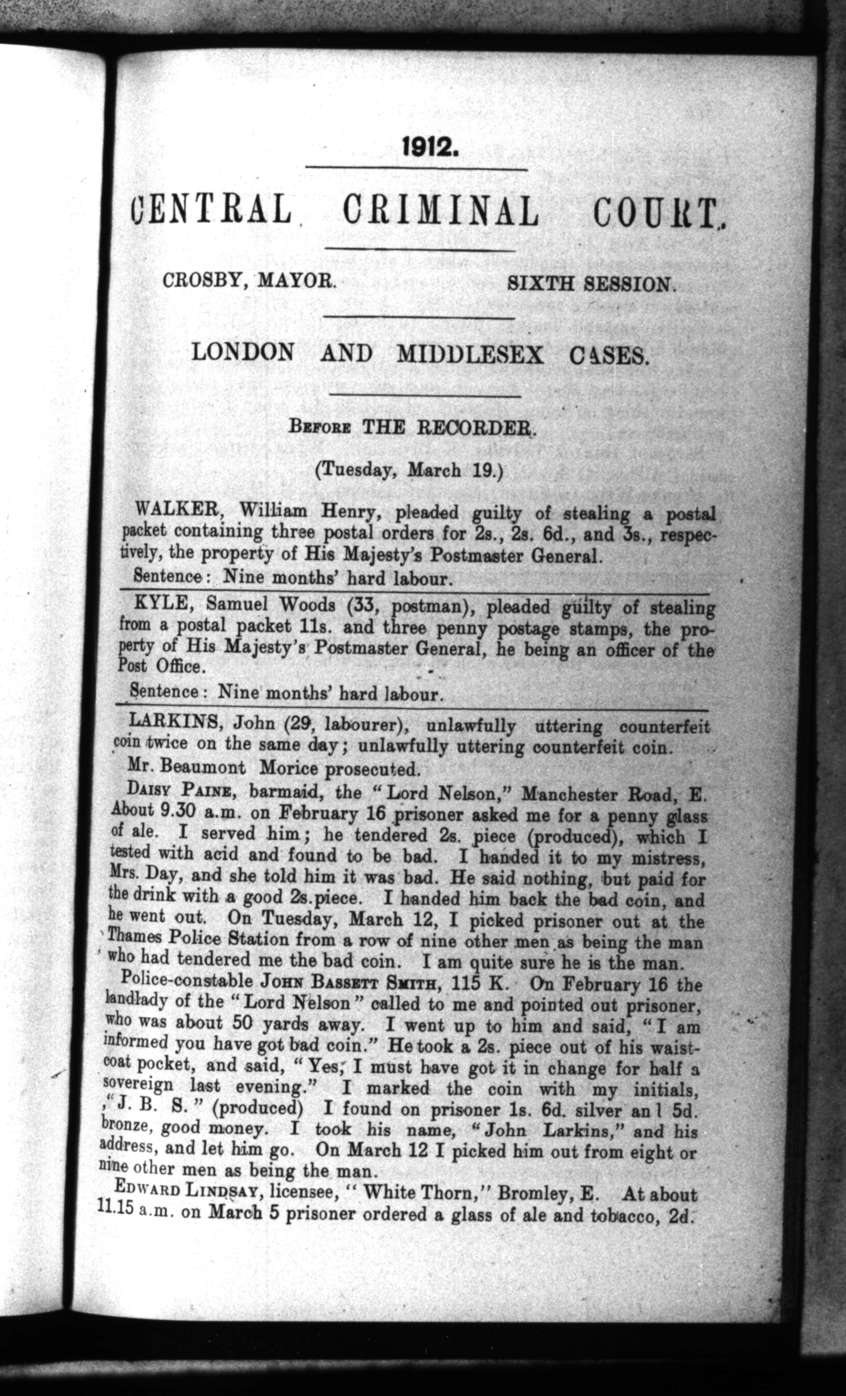 1912.
CENTRAL CRIMINAL COURT.
CROSBY, MAYOR. SIXTH SESSION.
LONDON AND MIDDLESEX CASES.
BEFORE THE RECORDER.
(Tuesday, March 19.)
WALKER, William Henry, pleaded guilty of stealing a postal
packet containing three postal orders for 2s., 2s. 6d., and 3s., respec-
tively, the property of His Majesty's Postmaster General.
Sentence: Nine months' hard labour.
KYLE, Samuel Woods (33, postman), pleaded guilty of stealing
from a postal packet 11s. and three penny postage stamps, the pro-
perty of His Majesty's Postmaster General, he being an officer of the
Post Office.
Sentence: Nine months' hard labour.
LARKINS, John (29, labourer), unlawfully uttering counterfeit
coin twice on the same day; unlawfully uttering counterfeit coin.
Mr. Beaumont Morice prosecuted.
DAISY PAINE, barmaid, the "Lord Nelson," Manchester Road, E.
About 9.30 a.m. on February 16 prisoner asked me for a penny glass
of ale. I served him; he tendered 2s. piece (produced), which I
tested with acid and found to be bad. I handed it to my mistress,
Mrs. Day, and she told him it was bad. He said nothing, but paid for
the drink with a good 2s.piece. I handed him back the bad coin, and
he went out. On Tuesday, March 12, I picked prisoner out at the
Thames Police Station from a row of nine other men as being the man
who had tendered me the bad coin. I am quite sure he is the man.
Police-constable JOHN BASSETT SMITH, 115 K. On February 16 the
landlady of the "Lord Nelson" called to me and pointed out prisoner,
who was about 50 yards away. I went up to him and said, "I am
informed you have got bad coin." He took a 2s. piece out of his waist-
coat pocket, and said, "Yes, I must have got it in change for half a
sovereign last evening." I marked the coin with my initials,
"J. B. S." (produced) I found on prisoner 1s. 6d. silver and 5d.
bronze, good money. I took his name, "John Larkins," and his
address, and let him go. On March 12 I picked him out from eight or
nine other men as being the man.
EDWARD LINDSAY, licensee, "White Thorn," Bromley, E. At about
11.15 a.m. on March 5 prisoner ordered a glass of ale and tobacco, 2d.